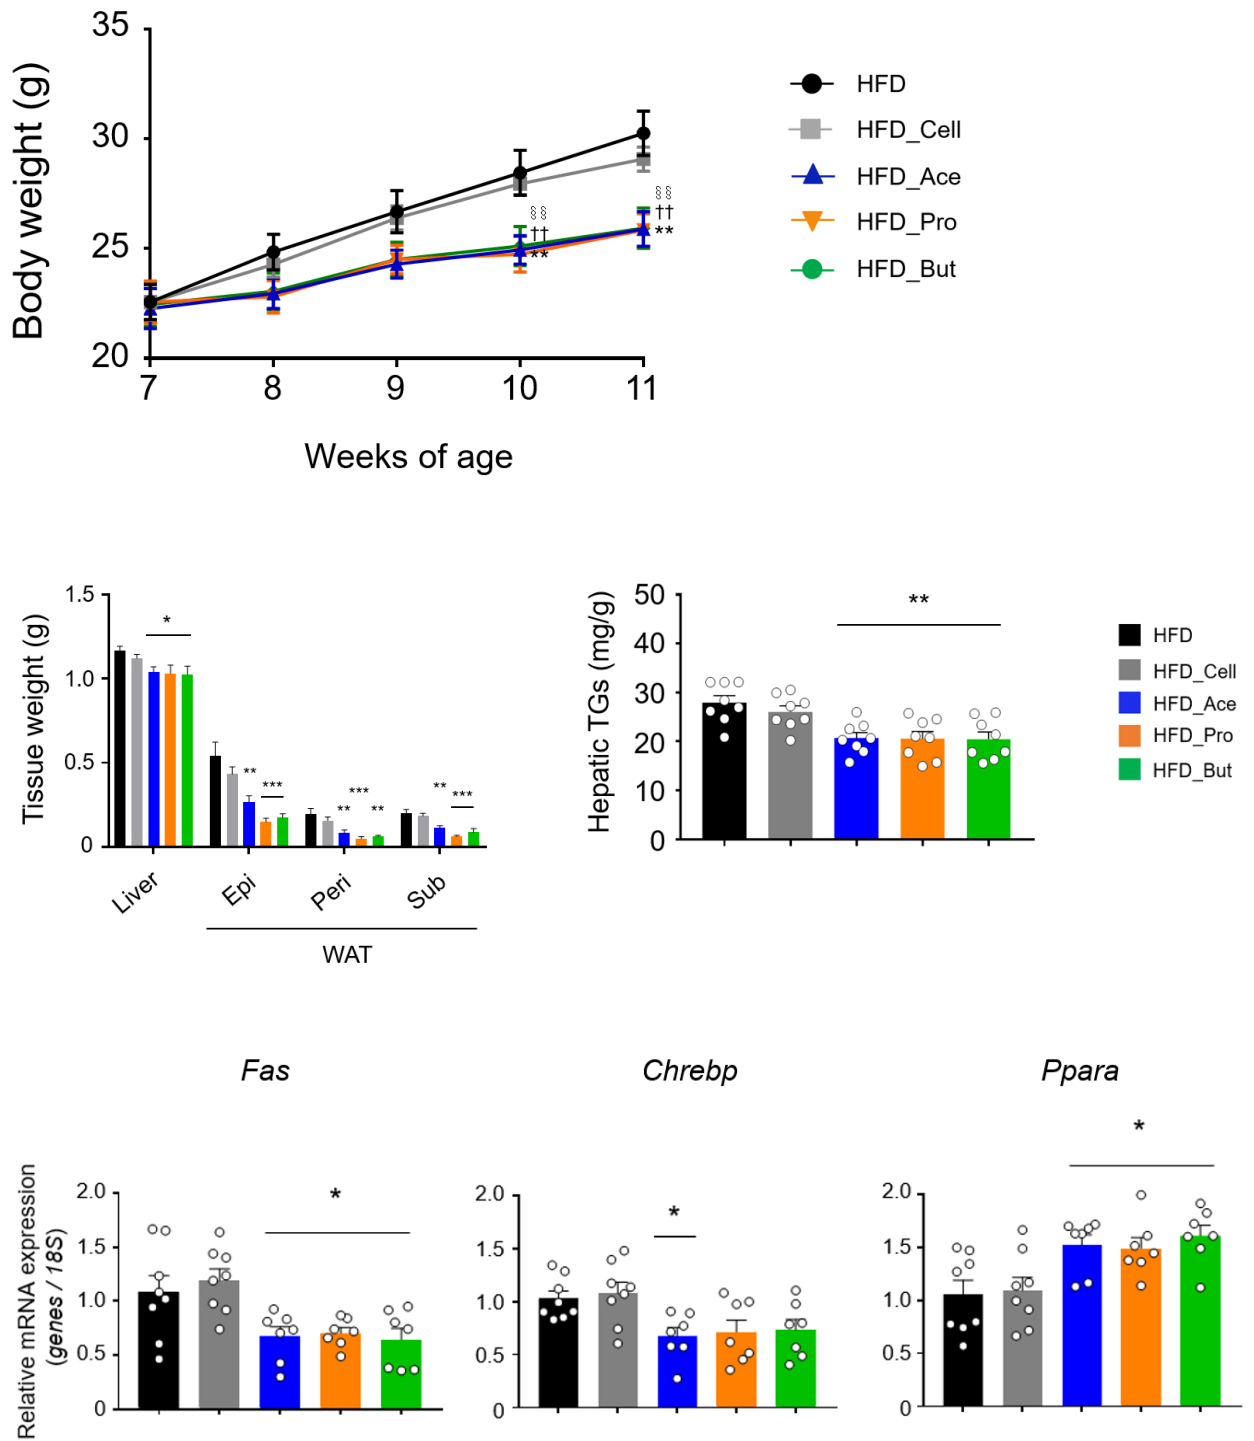 35
30
25
20
Body weight (g)
7 8 9 10 11
Weeks of age
§§
††
**
§§
††
**
HFD
HFD_Cell
HFD_Ace
HFD_Pro
HFD_But
1.5
1.0
0.5
0
Tissue weight (g)
*
** ***
** *** **
** ***
Liver Epi Peri Sub
WAT
50
40
30
20
10
0
Hepatic TGs (mg/g)
**
HFD
HFD_Cell
HFD_Ace
HFD_Pro
HFD_But
Relative mRNA expression
(genes / 18S)
Fas
2.0
1.5
1.0
0.5
0
*
Chrebp
2.0
1.5
1.0
0.5
0
*
Ppara
2.0
1.5
1.0
0.5
0
*